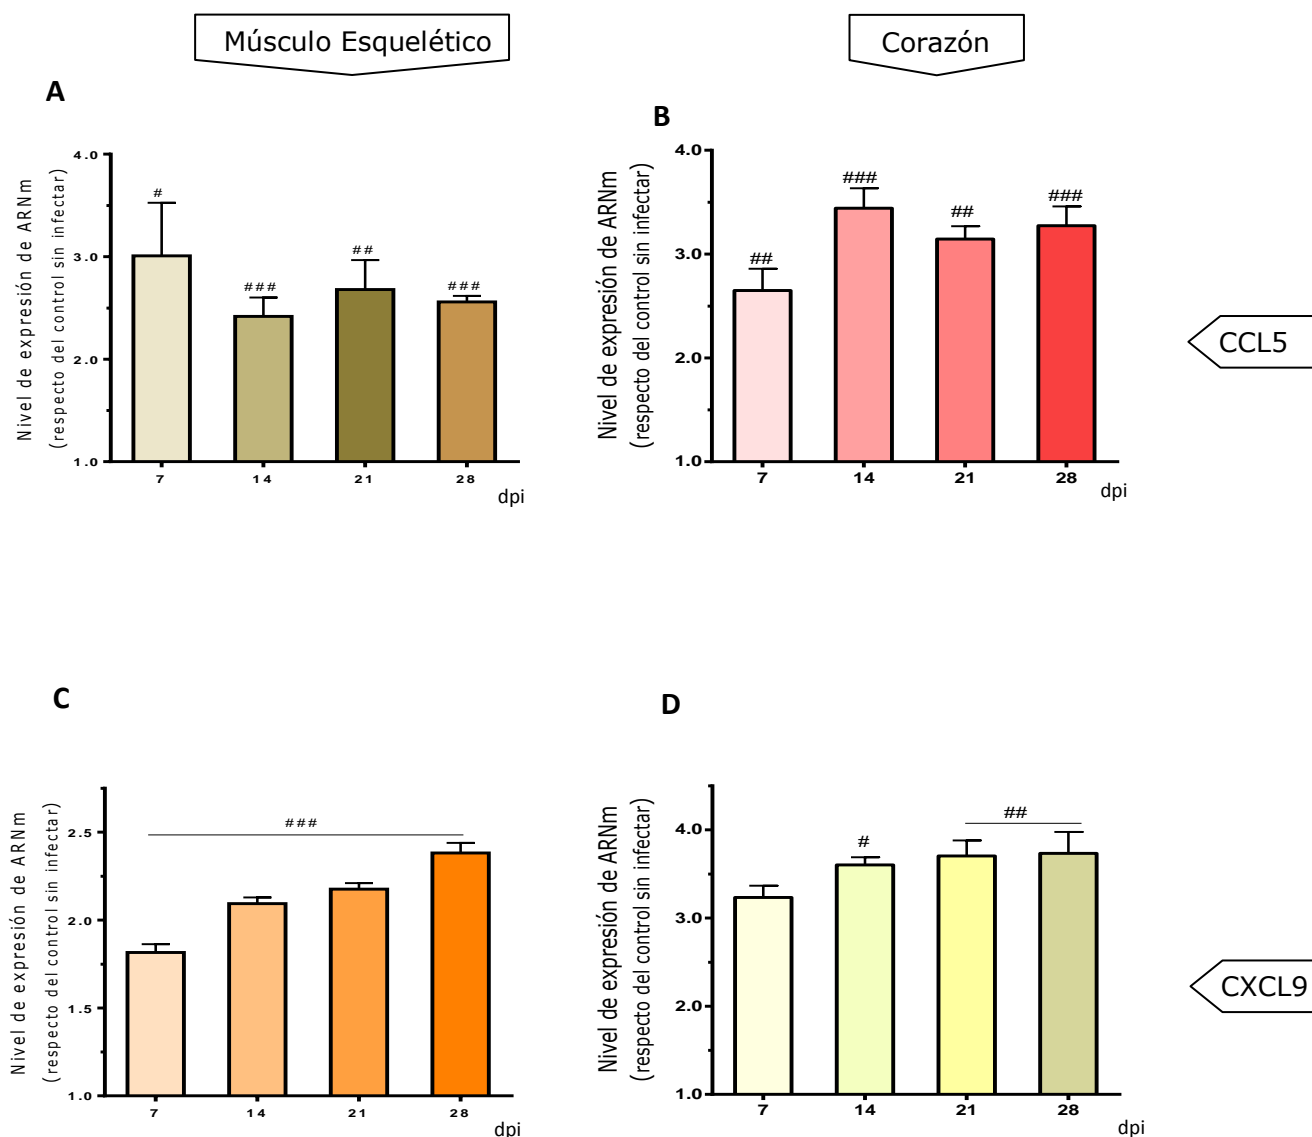 Músculo Esquelético
Corazón
A
Nivel de expresión de ARNm
(respecto del control sin infectar)
4.0
3.0
2.0
1.0
#
###
##
###
7 14 21 28
dpi
B
Nivel de expresión de ARNm
(respecto del control sin infectar)
4.0
3.0
2.0
1.0
##
###
##
###
7 14 21 28
dpi
CCL5
C
Nivel de expresión de ARNm
(respecto del control sin infectar)
2.5
2.0
1.5
1.0
###
7 14 21 28
dpi
D
Nivel de expresión de ARNm
(respecto del control sin infectar)
4.0
3.0
2.0
1.0
#
##
7 14 21 28
dpi
CXCL9